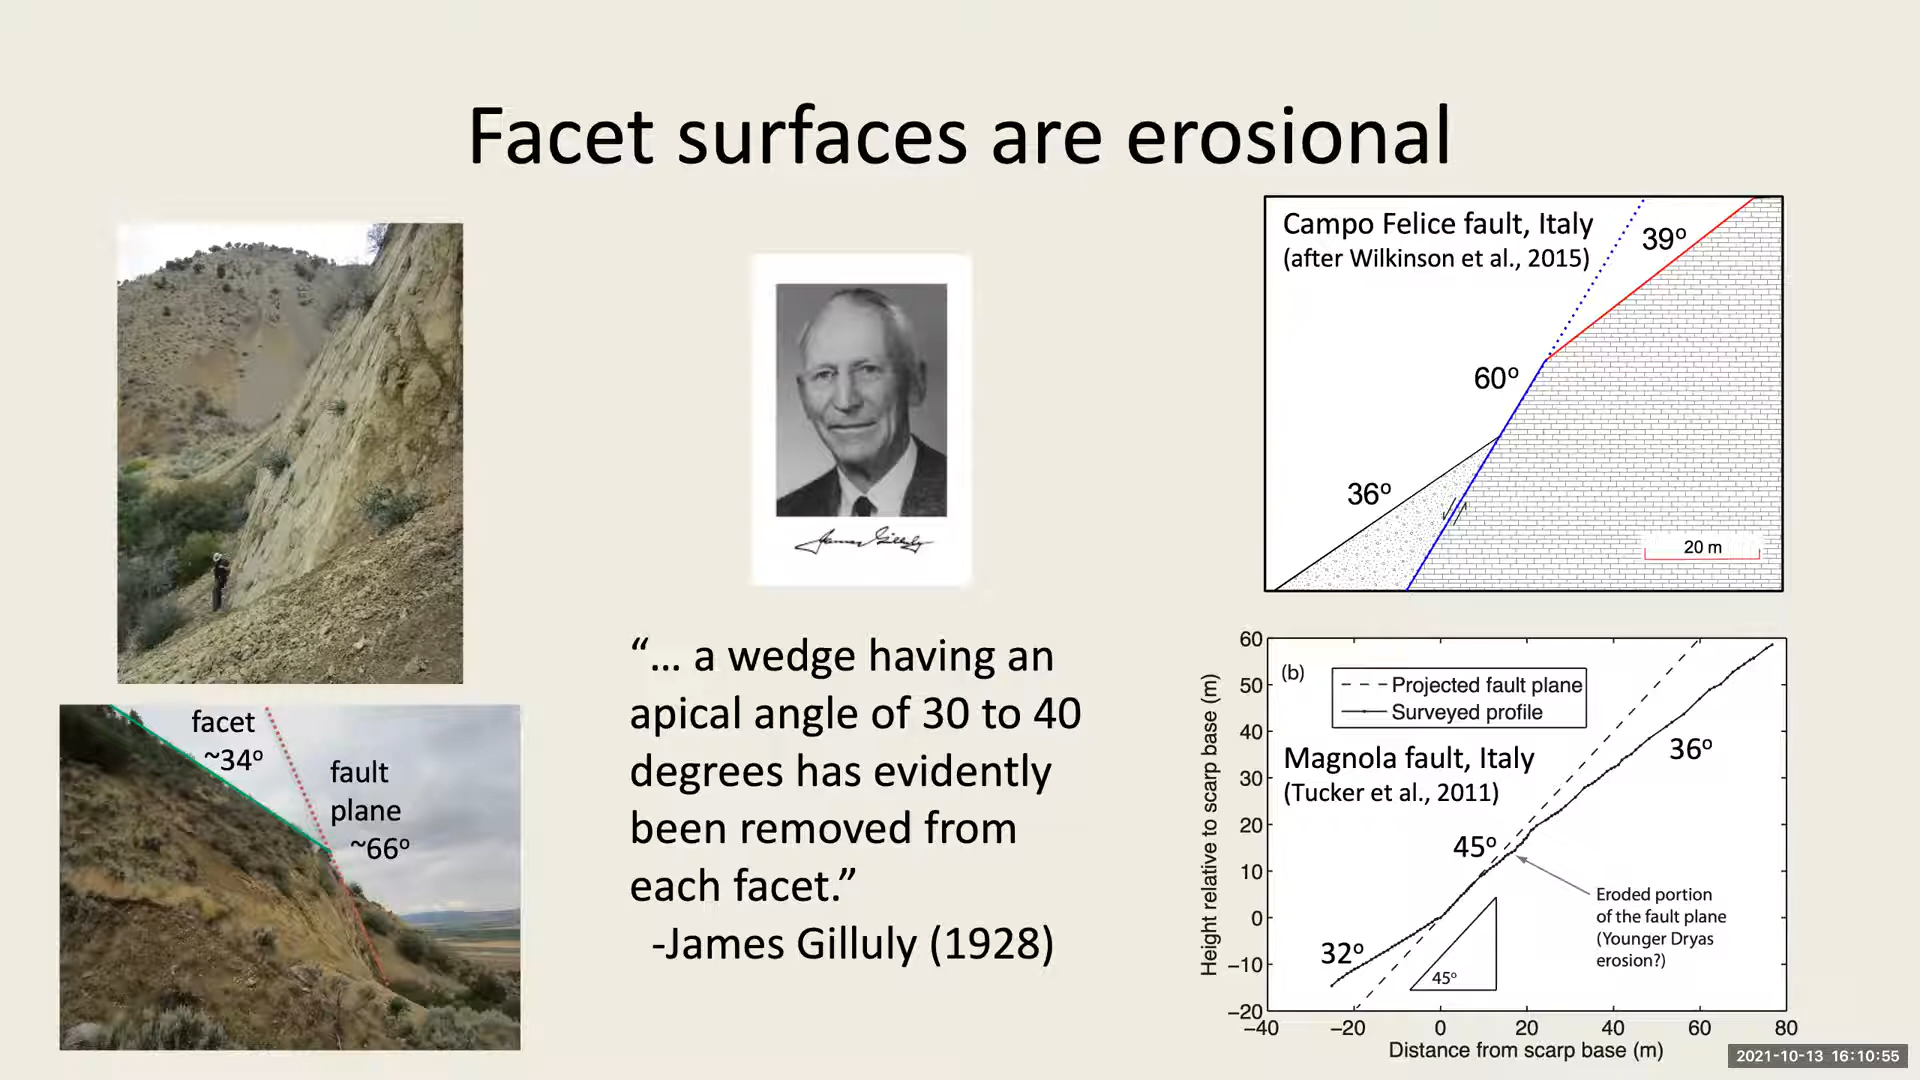 Facet surfaces are erosional
facet
~34º
fault
plane
~66º
James Gilluly
“... a wedge having an
apical angle of 30 to 40
degrees has evidently
been removed from
each facet.”
-James Gilluly (1928)
Campo Felice fault, Italy
(after Wilkinson et al., 2015)
39º
60º
36º
20 m
(b)
Projected fault plane
Surveyed profile
Magnola fault, Italy
(Tucker et al., 2011)
36º
45º
32º
45º
Eroded portion
of the fault plane
(Younger Dryas
erosion?)
Height relative to scarp base (m)
60
50
40
30
20
10
0
−10
−20
−40
−20
0
20
40
60
80
Distance from scarp base (m)
2021-10-13 16:10:55